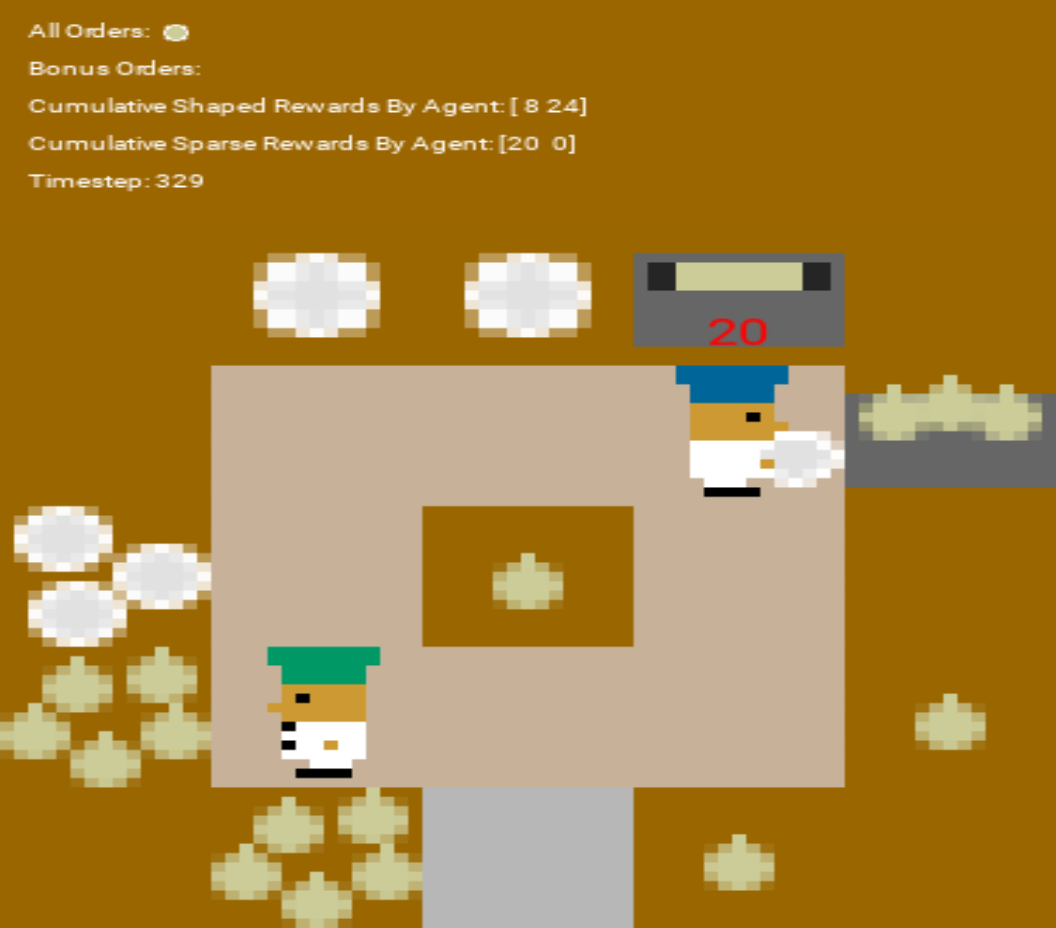 All Orders:
Bonus Orders:
Cumulative Shaped Rewards By Agent: [ 8 24]
Cumulative Sparse Rewards By Agent: [20  0]
Timestep: 329
20